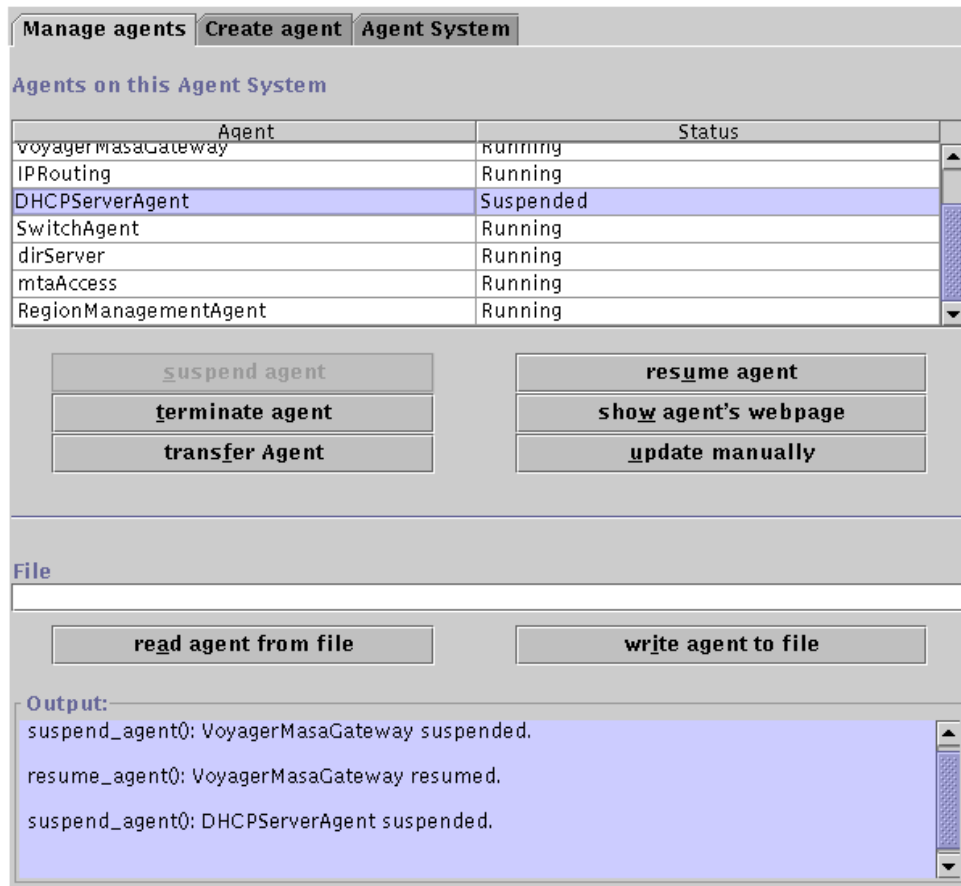 Manage agents Create agent Agent System
Agents on this Agent System
Agent Status
VoyagerMasaGateway Running
IPRouting Running
DHCPServerAgent Suspended
SwitchAgent Running
dirServer Running
mtaAccess Running
RegionManagementAgent Running
suspend agent resume agent
terminate agent show agent's webpage
transfer Agent update manually
File
read agent from file write agent to file
Output:
suspend_agent(): VoyagerMasaGateway suspended.
resume_agent(): VoyagerMasaGateway resumed.
suspend_agent(): DHCPServerAgent suspended.